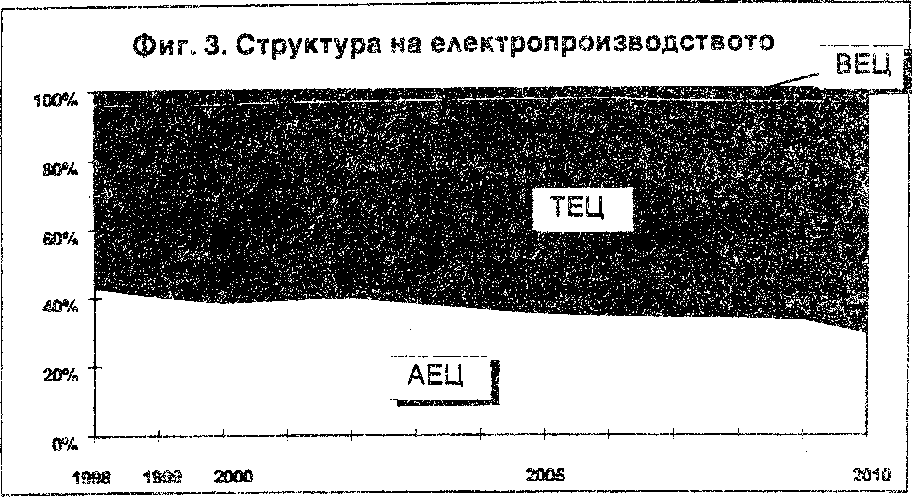 Фиг. 3. Структура на електропроизводството
ВЕЦ
100%
80%
ТЕЦ
60%
40%
АЕЦ
20%
0%
1998 1999 2000 2005 2010